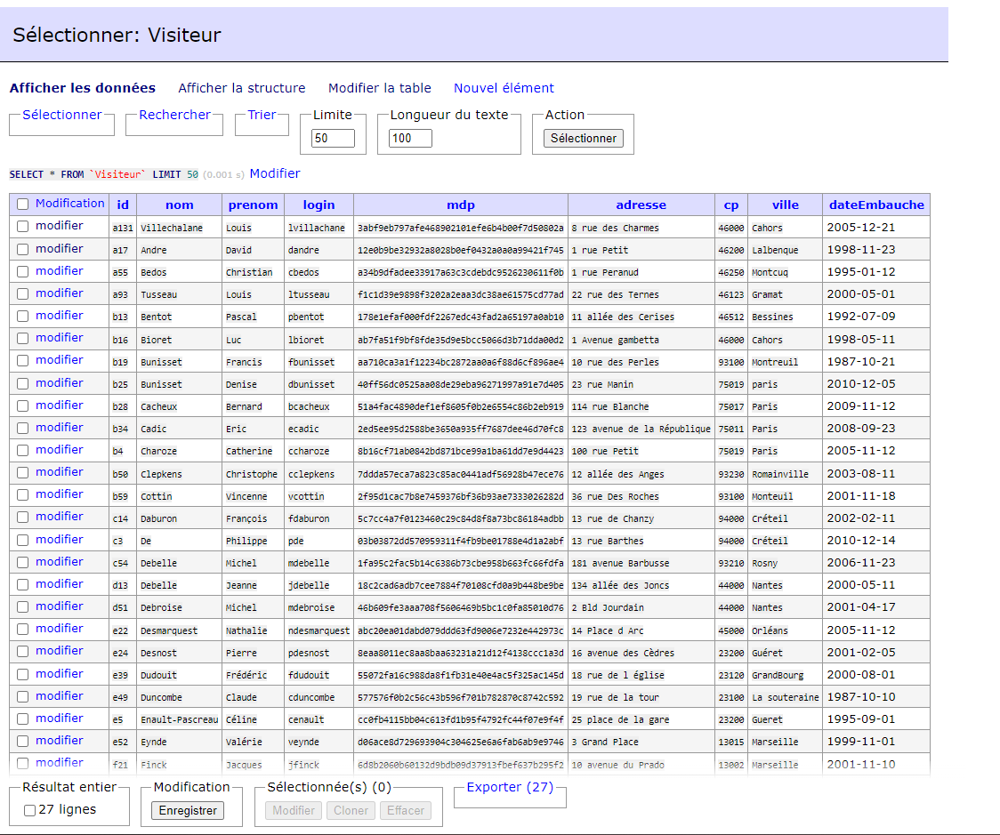 Sélectionner: Visiteur
Afficher les données Afficher la structure Modifier la table Nouvel élément
Sélectionner Rechercher Trier Limite Longueur du texte Action
50 100 Sélectionner
SELECT * FROM `Visiteur` LIMIT 50 (0.001 s) Modifier
Modification id nom prenom login mdp adresse cp ville dateEmbauche
modifier a131 Villechalane Louis lvillachane 3abf9eb797afe468902101efe6b4b00f7d50802a 8 rue des Charmes 46000 Cahors 2005-12-21
modifier a17 Andre David dandre 12e0b9be32932a8028b0ef0432a0a0a99421f745 1 rue Petit 46200 Lalbenque 1998-11-23
modifier a55 Bedos Christian cbedos a34b9dfadee33917a63c3cdebdc9526230611f0b 1 rue Peranud 46250 Montcuq 1995-01-12
modifier a93 Tusseau Louis ltusseau f1c1d39e9898f3202a2eaa3dc38ae61575cd77ad 22 rue des Ternes 46123 Gramat 2000-05-01
modifier b13 Bentot Pascal pbentot 178e1efaf000fdf2267edc43fad2a65197a0ab10 11 allée des Cerises 46512 Bessines 1992-07-09
modifier b16 Bioret Luc lbioret ab7fa51f9bf8fde35d9e5bcc5066d3b71dda00d2 1 Avenue gambetta 46000 Cahors 1998-05-11
modifier b19 Bunisset Francis fbunisset aa710ca3a1f12234bc2872aa0a6f88d6cf896ae4 10 rue des Perles 93100 Montreuil 1987-10-21
modifier b25 Bunisset Denise dbunisset 40ff56dc0525aa08de29eba96271997a91e7d405 23 rue Manin 75019 paris 2010-12-05
modifier b28 Cacheux Bernard bcacheux 51a4fac4890def1ef8605f0b2e6554c86b2eb919 114 rue Blanche 75017 Paris 2009-11-12
modifier b34 Cadic Eric ecadic 2ed5ee95d2588be3650a935ff7687dee46d70fc8 123 avenue de la République 75011 Paris 2008-09-23
modifier b4 Charoze Catherine ccharoze 8b16cf71ab0842bd871bce99a1ba61dd7e9d4423 100 rue Petit 75019 Paris 2005-11-12
modifier b50 Clepkens Christophe cclepkens 7ddda57eca7a823c85ac0441adf56928b47ece76 12 allée des Anges 93230 Romainville 2003-08-11
modifier b59 Cottin Vincenne vcottin 2f95d1cac7b8e7459376bf36b93ae7333026282d 36 rue Des Roches 93100 Monteuil 2001-11-18
modifier c14 Daburon François fdaburon 5c7cc4a7f0123460c29c84d8f8a73bc86184adbb 13 rue de Chanzy 94000 Créteil 2002-02-11
modifier c3 De Philippe pde 03b03872dd570959311f4fb9be01788e4d1a2abf 13 rue Barthes 94000 Créteil 2010-12-14
modifier c54 Debelle Michel mdebelle 1fa95c2fac5b14c6386b73cbe958b663fc66fdfa 181 avenue Barbusse 93210 Rosny 2006-11-23
modifier d13 Debelle Jeanne jdebelle 18c2cad6adb7cee7884f70108cfd0a9b448be9be 134 allée des Joncs 44000 Nantes 2000-05-11
modifier d51 Debroise Michel mdebroise 46b609fe3aaa708f5606469b5bc1c0fa85010d76 2 Bld Jourdain 44000 Nantes 2001-04-17
modifier e22 Desmarquest Nathalie ndesmarquest abc20ea01dabd079ddd63fd9006e7232e442973c 14 Place d Arc 45000 Orléans 2005-11-12
modifier e24 Desnost Pierre pdesnost 8eaa8011ec8aa8baa63231a21d12f4138ccc1a3d 16 avenue des Cèdres 23200 Guéret 2001-02-05
modifier e39 Dudouit Frédéric fdudouit 55072fa16c988da8f1fb31e40e4ac5f325ac145d 18 rue de l église 23120 GrandBourg 2000-08-01
modifier e49 Duncombe Claude cduncombe 577576f0b2c56c43b596f701b782870c8742c592 19 rue de la tour 23100 La souteraine 1987-10-10
modifier e5 Enault-Pascreau Céline cenault cc0fb4115bb04c613fd1b95f4792fc44f07e9f4f 25 place de la gare 23200 Gueret 1995-09-01
modifier e52 Eynde Valérie veynde d06ace8d729693904c304625e6a6fab6ab9e9746 3 Grand Place 13015 Marseille 1999-11-01
modifier f21 Finck Jacques jfinck 6d8b2060b60132d9bdb09d37913fbef637b295f2 10 avenue du Prado 13002 Marseille 2001-11-10
Résultat entier Modification Sélectionnée(s) (0) Exporter (27)
27 lignes Enregistrer Modifier Cloner Effacer